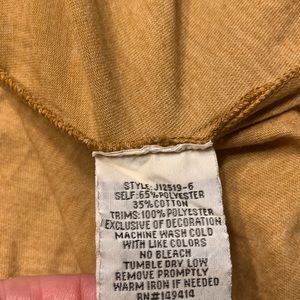 STYLE: J12519-6
SELF: 65% POLYESTER
35% COTTON
TRIMS: 100% POLYESTER
EXCLUSIVE OF DECORATION
MACHINE WASH COLD
WITH LIKE COLORS
NO BLEACH
TUMBLE DRY LOW
REMOVE PROMPTLY
WARM IRON IF NEEDED
RN#149414